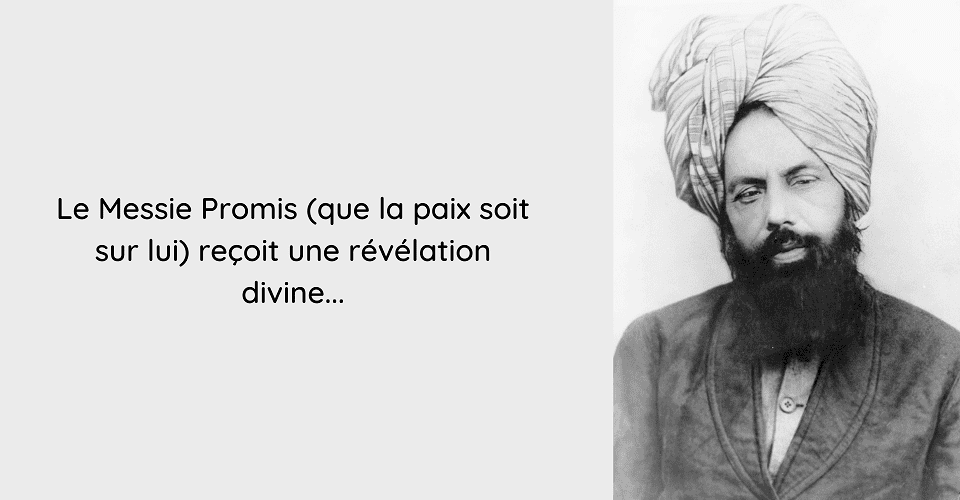 Le Messie Promis (que la paix soit
sur lui) reçoit une révélation
divine...